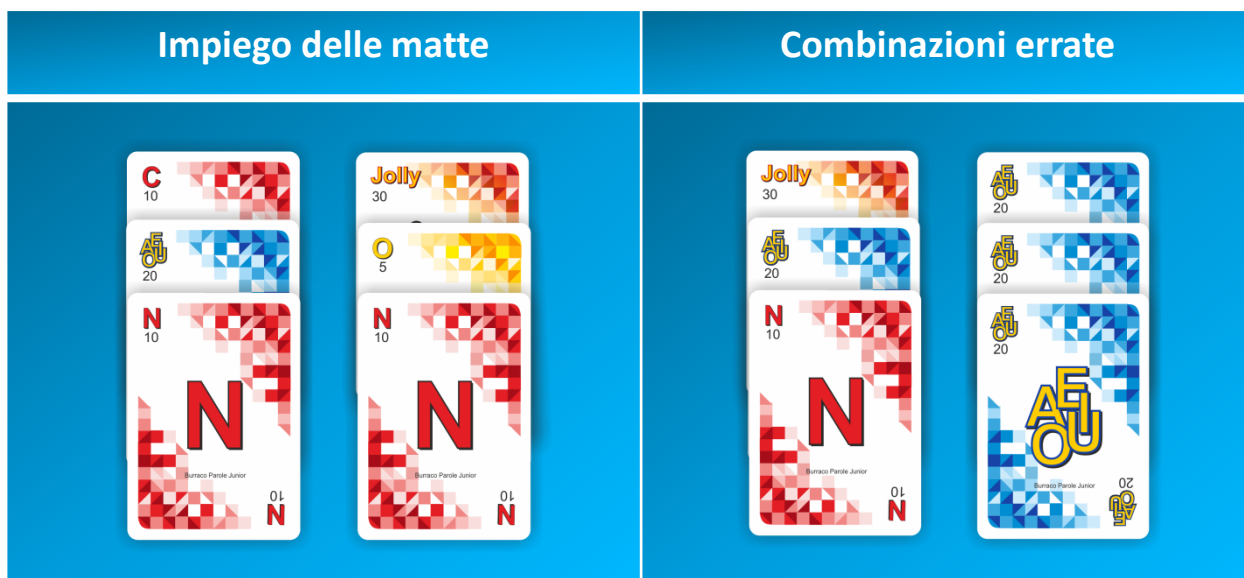 Impiego delle matte
Combinazioni errate
C
10
AEIOU
20
N
10
N
Burraco Parole Junior
10
N
Jolly
30
O
5
N
10
N
Burraco Parole Junior
10
N
Jolly
30
AEIOU
20
N
10
N
Burraco Parole Junior
10
N
AEIOU
20
AEIOU
20
AEIOU
20
AEIOU
Burraco Parole Junior
20
AEIOU